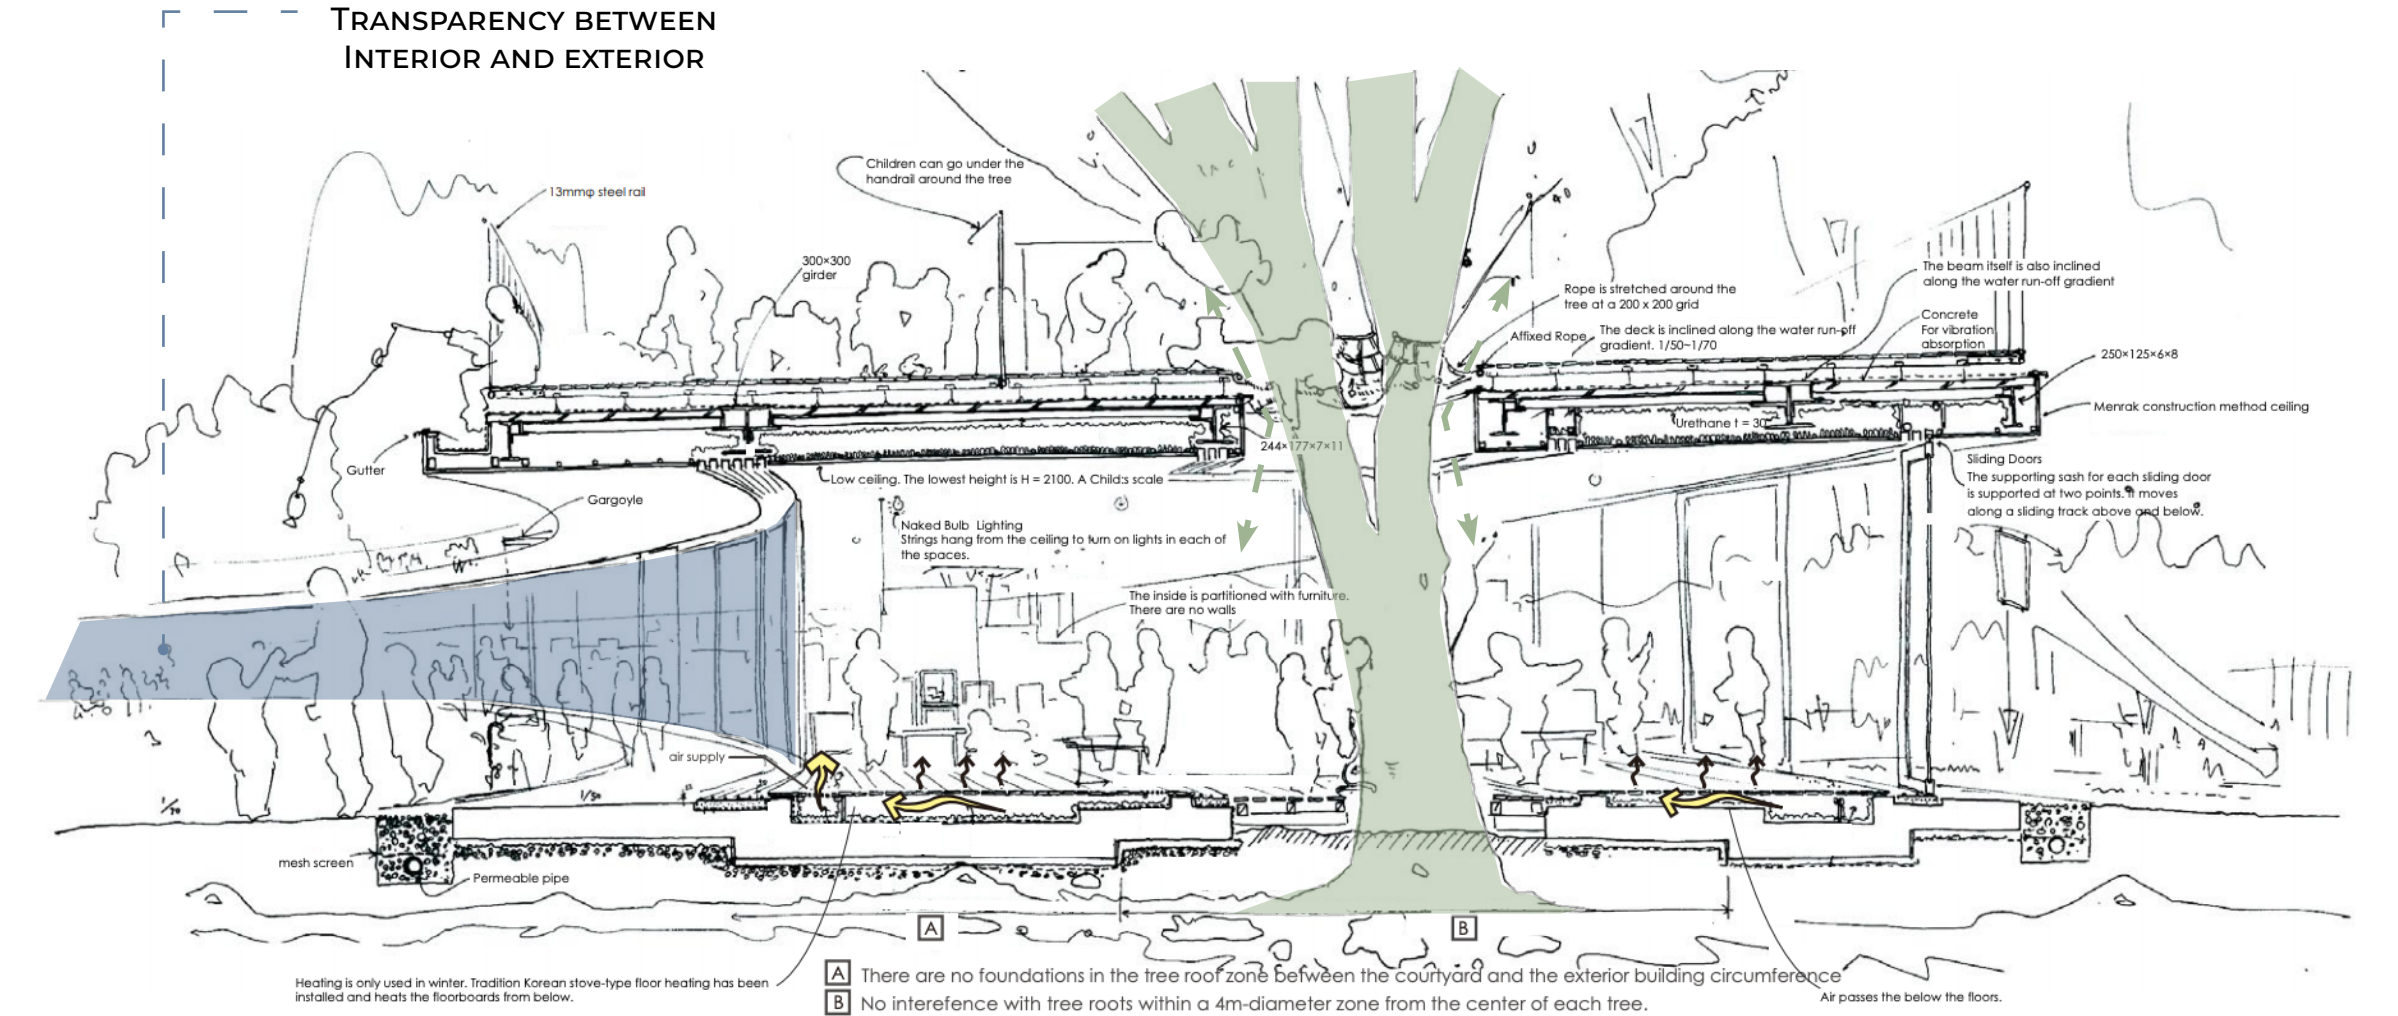 TRANSPARENCY BETWEEN
INTERIOR AND EXTERIOR
13mmφ steel rail
Children can go under the
handrail around the tree
300×300
girder
Rope is stretched around the
tree at a 200 x 200 grid
Affixed Rope
The deck is inclined along the water run-off
gradient. 1/50~1/70
The beam itself is also inclined
along the water run-off gradient
Concrete
For vibration
absorption
250×125×6×8
Menrak construction method ceiling
Urethane t = 30
244×177×7×11
Gutter
Gargoyle
Low ceiling. The lowest height is H = 2100. A Child:s scale
Naked Bulb Lighting
Strings hang from the ceiling to turn on lights in each of
the spaces.
Sliding Doors
The supporting sash for each sliding door
is supported at two points. It moves
along a sliding track above and below.
The inside is partitioned with furniture.
There are no walls
air supply
1/50
mesh screen
Permeable pipe
A
B
Heating is only used in winter. Tradition Korean stove-type floor heating has been
installed and heats the floorboards from below.
A There are no foundations in the tree roof zone between the courtyard and the exterior building circumference
B No interefence with tree roots within a 4m-diameter zone from the center of each tree.
Air passes the below the floors.